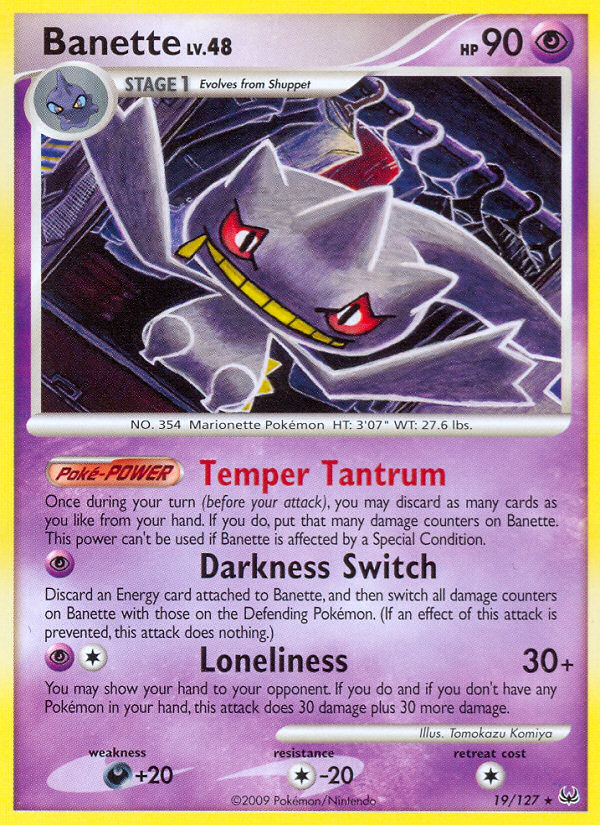 Banette LV.48 HP 90
STAGE 1 Evolves from Shuppet
NO. 354 Marionette Pokémon HT: 3'07" WT: 27.6 lbs.
Poké-POWER Temper Tantrum
Once during your turn (before your attack), you may discard as many cards as
you like from your hand. If you do, put that many damage counters on Banette.
This power can't be used if Banette is affected by a Special Condition.
Darkness Switch
Discard an Energy card attached to Banette, and then switch all damage counters
on Banette with those on the Defending Pokémon. (If an effect of this attack is
prevented, this attack does nothing.)
Loneliness 30+
You may show your hand to your opponent. If you do and if you don't have any
Pokémon in your hand, this attack does 30 damage plus 30 more damage.
Illus. Tomokazu Komiya
weakness resistance retreat cost
+20 -20
©2009 Pokémon/Nintendo 19/127 ★